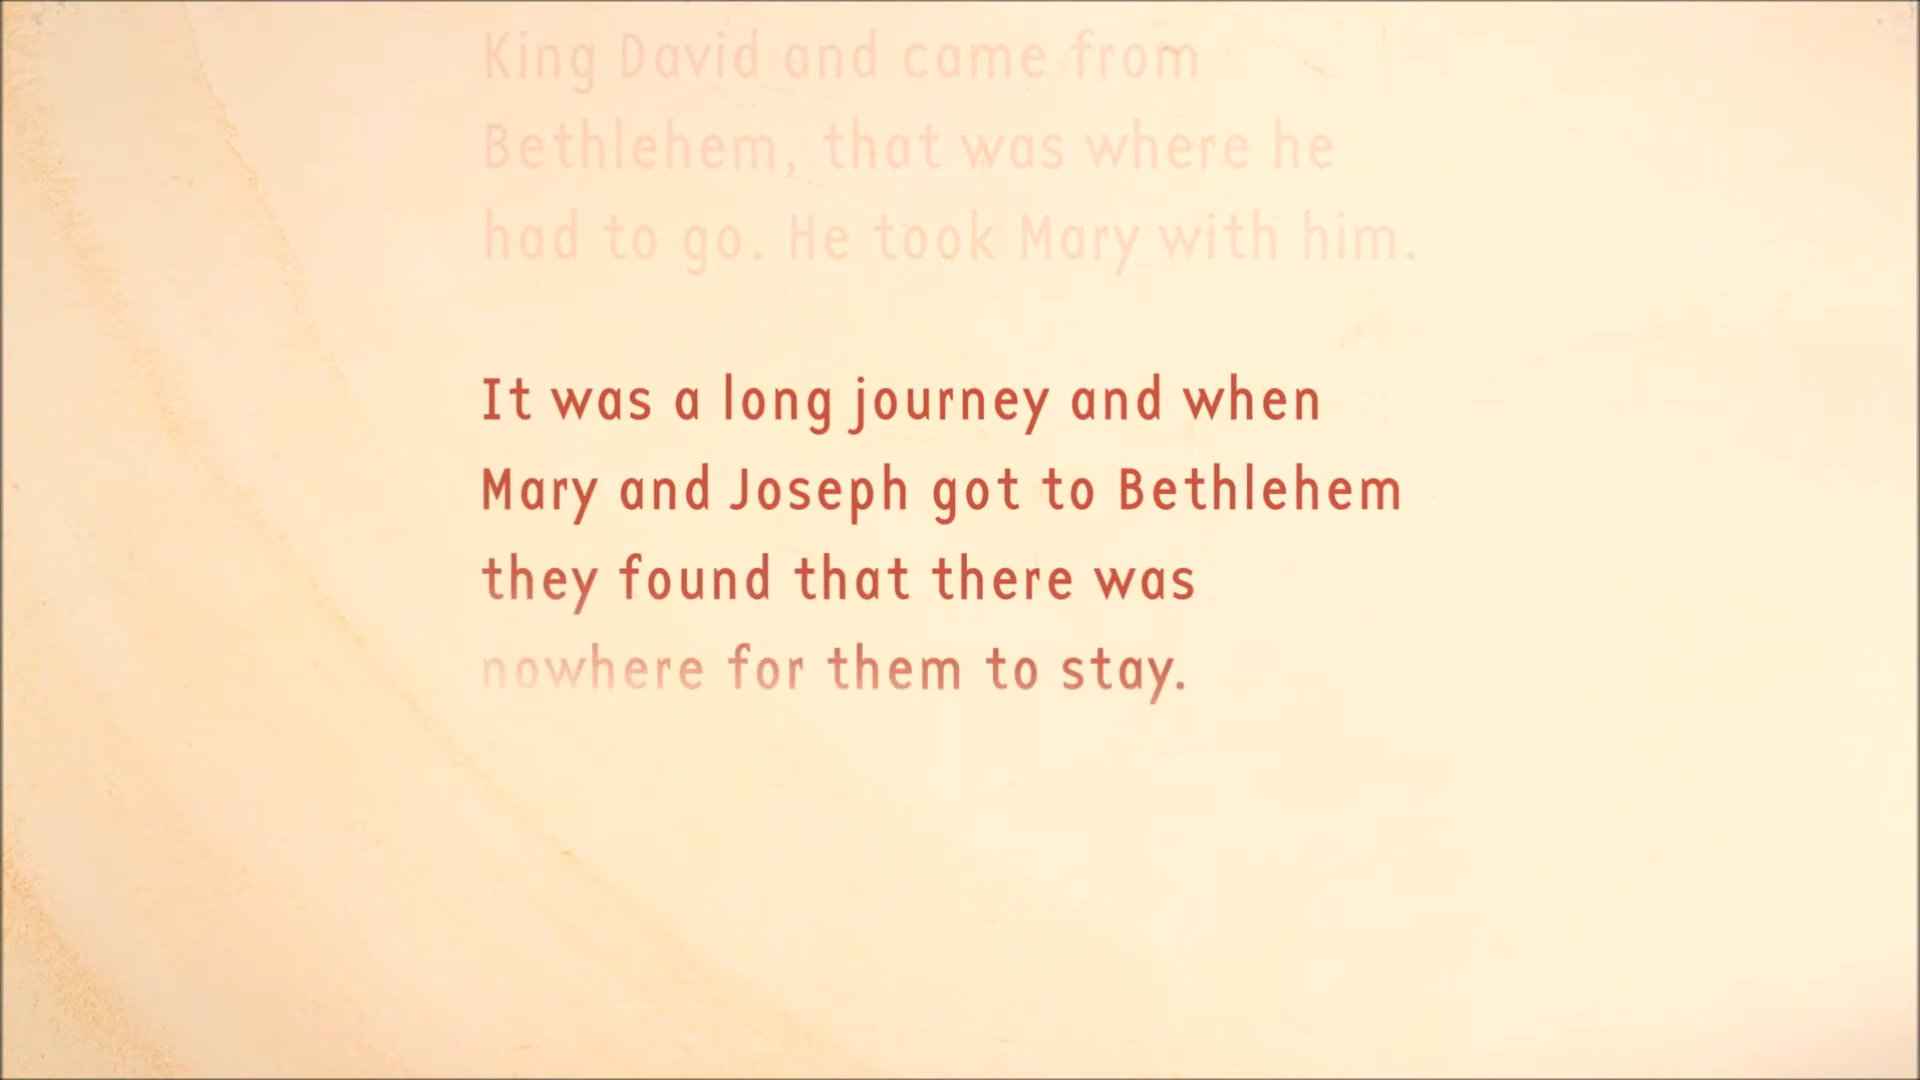 King David and came from
Bethlehem, that was where he
had to go. He took Mary with him.
It was a long journey and when
Mary and Joseph got to Bethlehem
they found that there was
nowhere for them to stay.